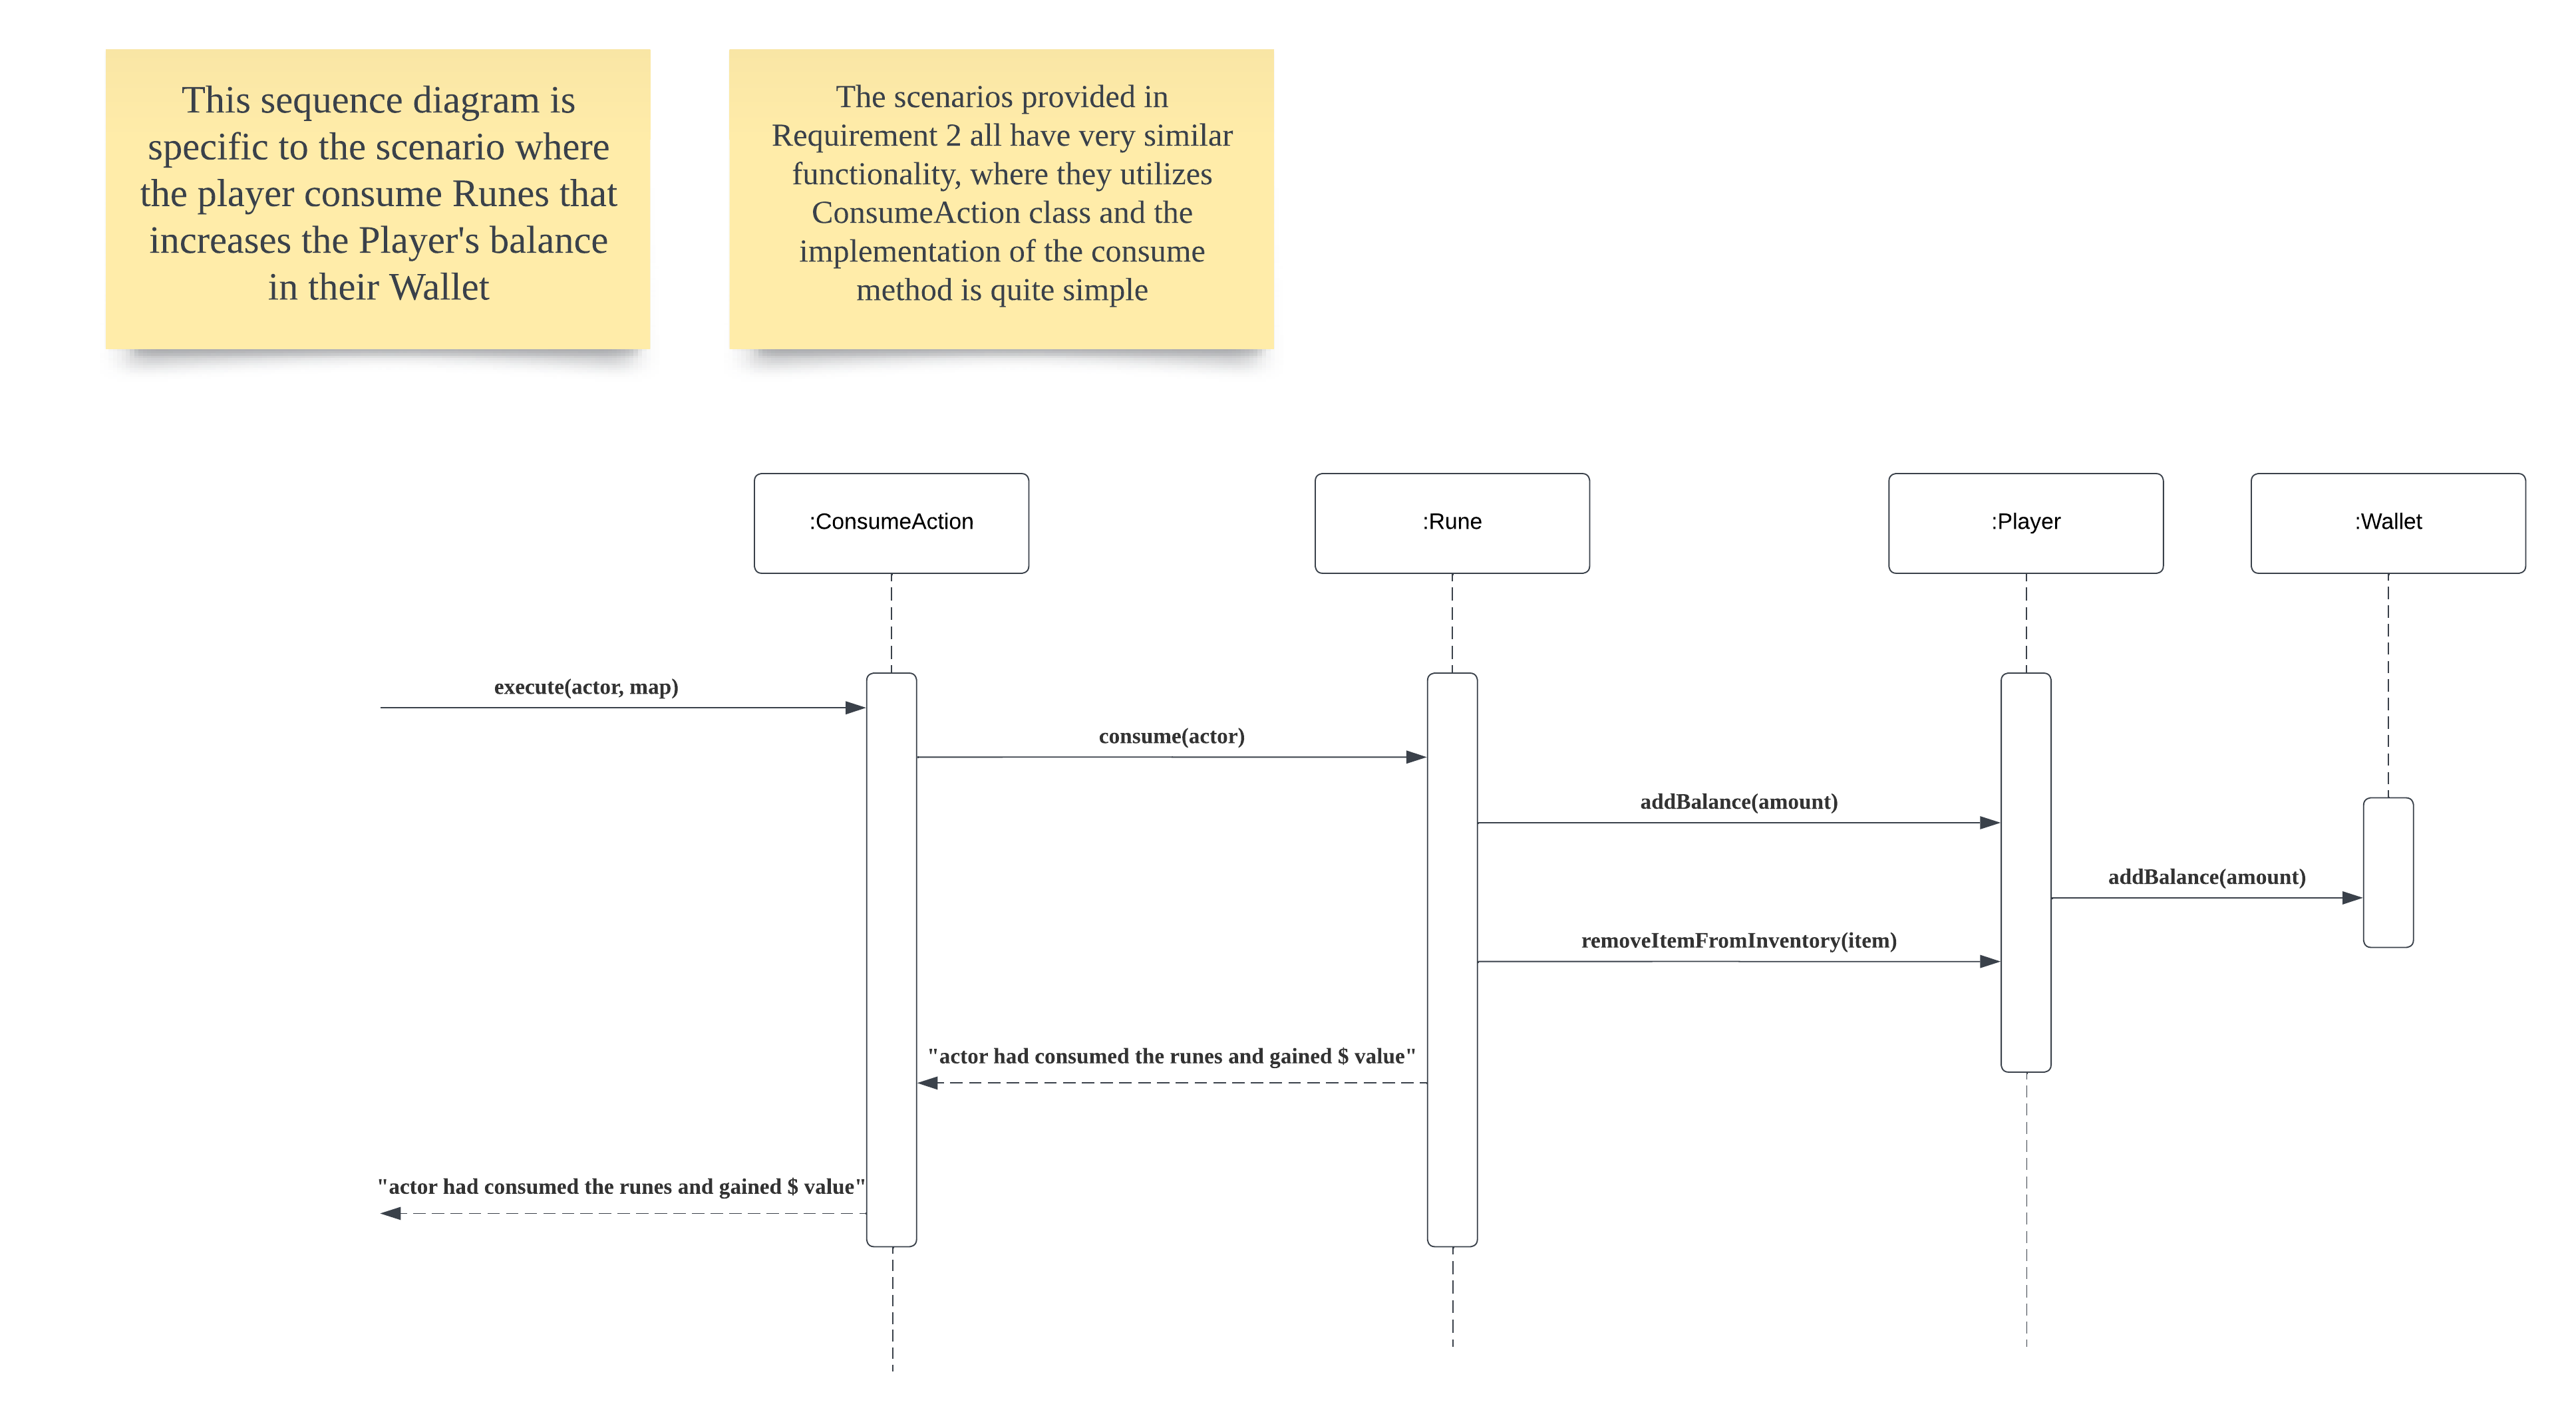 This sequence diagram is
specific to the scenario where
the player consume Runes that
increases the Player's balance
in their Wallet
The scenarios provided in
Requirement 2 all have very similar
functionality, where they utilizes
ConsumeAction class and the
implementation of the consume
method is quite simple
:ConsumeAction
:Rune
:Player
:Wallet
execute(actor, map)
consume(actor)
addBalance(amount)
addBalance(amount)
removeItemFromInventory(item)
"actor had consumed the runes and gained $ value"
"actor had consumed the runes and gained $ value"